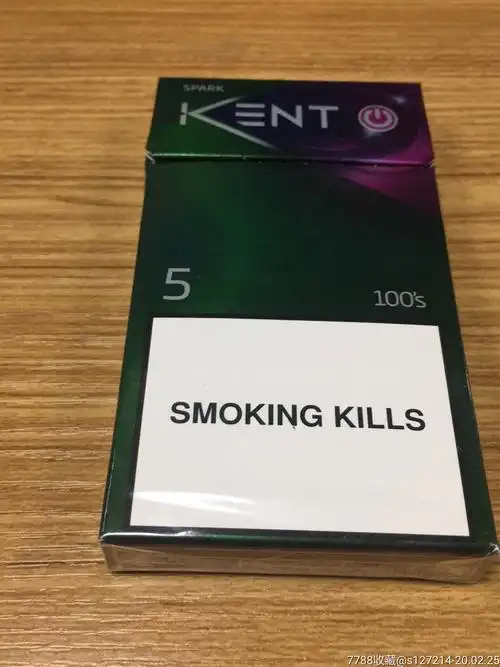 SPARK
KENT
5
100's
SMOKING KILLS
7788收藏@s127214-20.02.25